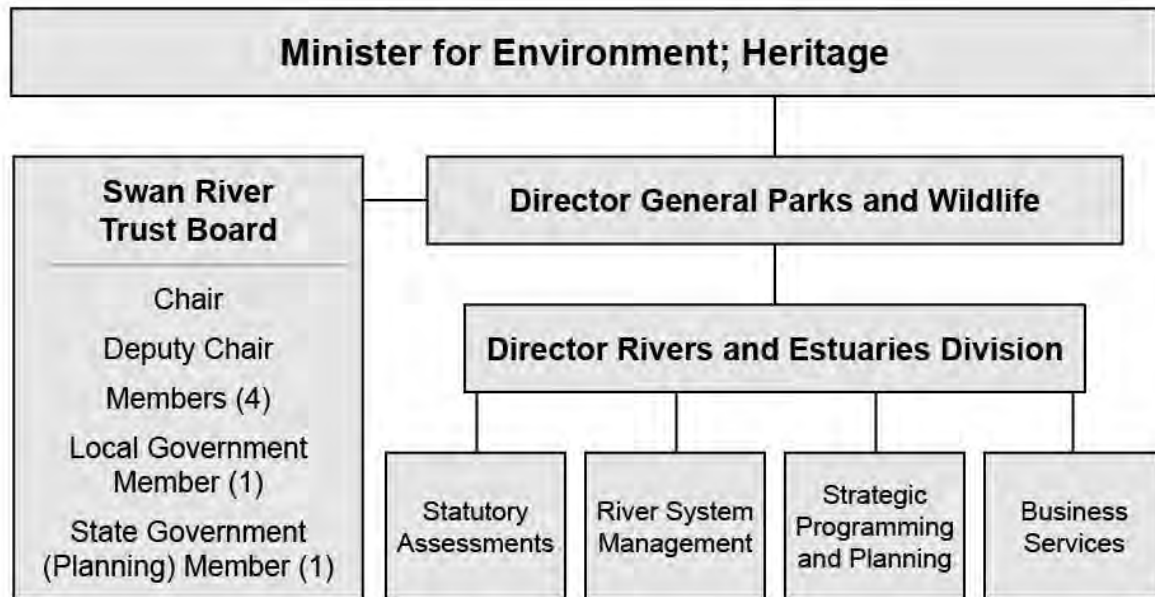 Minister for Environment; Heritage
Swan River
Trust Board
Chair
Deputy Chair
Members (4)
Local Government
Member (1)
State Government
(Planning) Member (1)
Director General Parks and Wildlife
Director Rivers and Estuaries Division
Statutory
Assessments
River System
Management
Strategic
Programming
and Planning
Business
Services